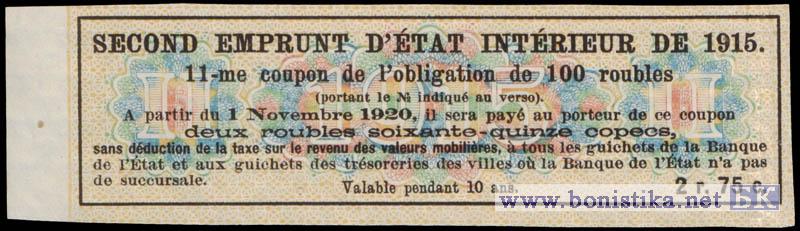 SECOND EMPRUNT D'ÉTAT INTÉRIEUR DE 1915.
11-me coupon de l'obligation de 100 roubles
(portant le № indiqué au verso).
A partir du 1 Novembre 1920, il sera payé au porteur de ce coupon
deux roubles soixante-quinze copecs,
sans déduction de la taxe sur le revenu des valeurs mobilières, à tous les guichets de la Banque
de l'État et aux guichets des trésoreries des villes où la Banque de l'État n'a pas
de succursale.
Valable pendant 10 ans.
2 r. 75 c.
www.bonistika.net БК